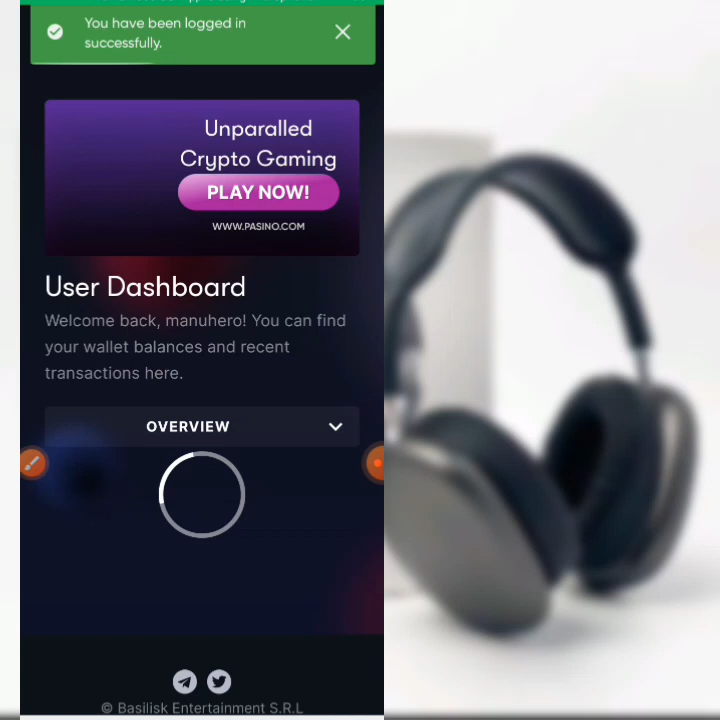 You have been logged in
successfully.
Unparalled
Crypto Gaming
PLAY NOW!
WWW.PASINO.COM
User Dashboard
Welcome back, manuhero! You can find
your wallet balances and recent
transactions here.
OVERVIEW
© Basilisk Entertainment S.R.L